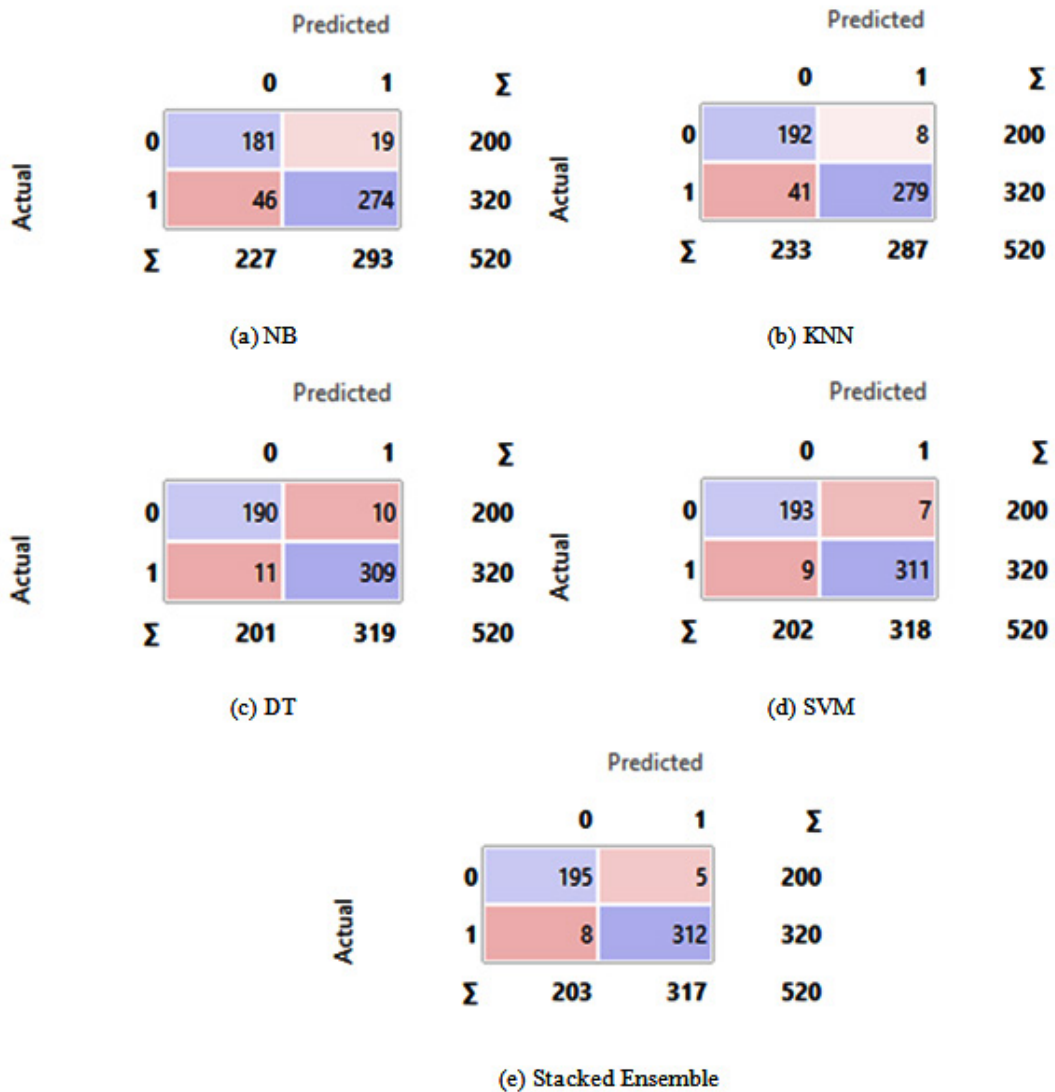 Predicted
0 1 Σ
0 181 19 200
Actual
1 46 274 320
Σ 227 293 520
(a) NB
Predicted
0 1 Σ
0 192 8 200
Actual
1 41 279 320
Σ 233 287 520
(b) KNN
Predicted
0 1 Σ
0 190 10 200
Actual
1 11 309 320
Σ 201 319 520
(c) DT
Predicted
0 1 Σ
0 193 7 200
Actual
1 9 311 320
Σ 202 318 520
(d) SVM
Predicted
0 1 Σ
0 195 5 200
Actual
1 8 312 320
Σ 203 317 520
(e) Stacked Ensemble